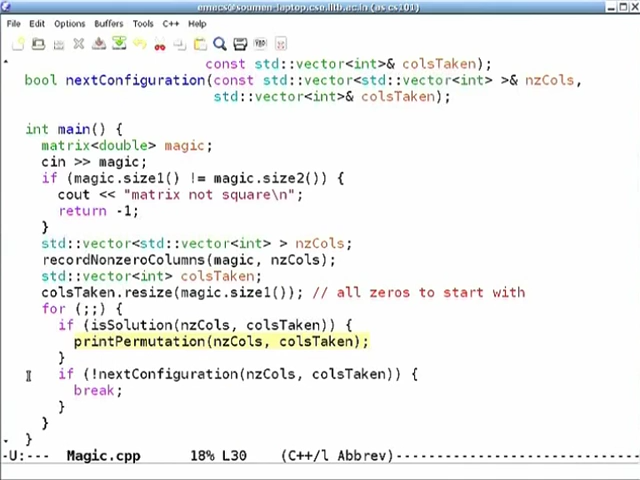 emacs@soumen-laptop.cse.iitb.ac.in (as cs101)
File Edit Options Buffers Tools C++ Help
const std::vector<int>& colsTaken);
bool nextConfiguration(const std::vector<std::vector<int> >& nzCols,
std::vector<int>& colsTaken);
int main() {
matrix<double> magic;
cin >> magic;
if (magic.size1() != magic.size2()) {
cout << "matrix not square\n";
return -1;
}
std::vector<std::vector<int> > nzCols;
recordNonzeroColumns(magic, nzCols);
std::vector<int> colsTaken;
colsTaken.resize(magic.size1()); // all zeros to start with
for (;;) {
if (isSolution(nzCols, colsTaken)) {
printPermutation(nzCols, colsTaken);
}
if (!nextConfiguration(nzCols, colsTaken)) {
break;
}
}
}
-U:--- Magic.cpp 18% L30 (C++/l Abbrev)------------------------------